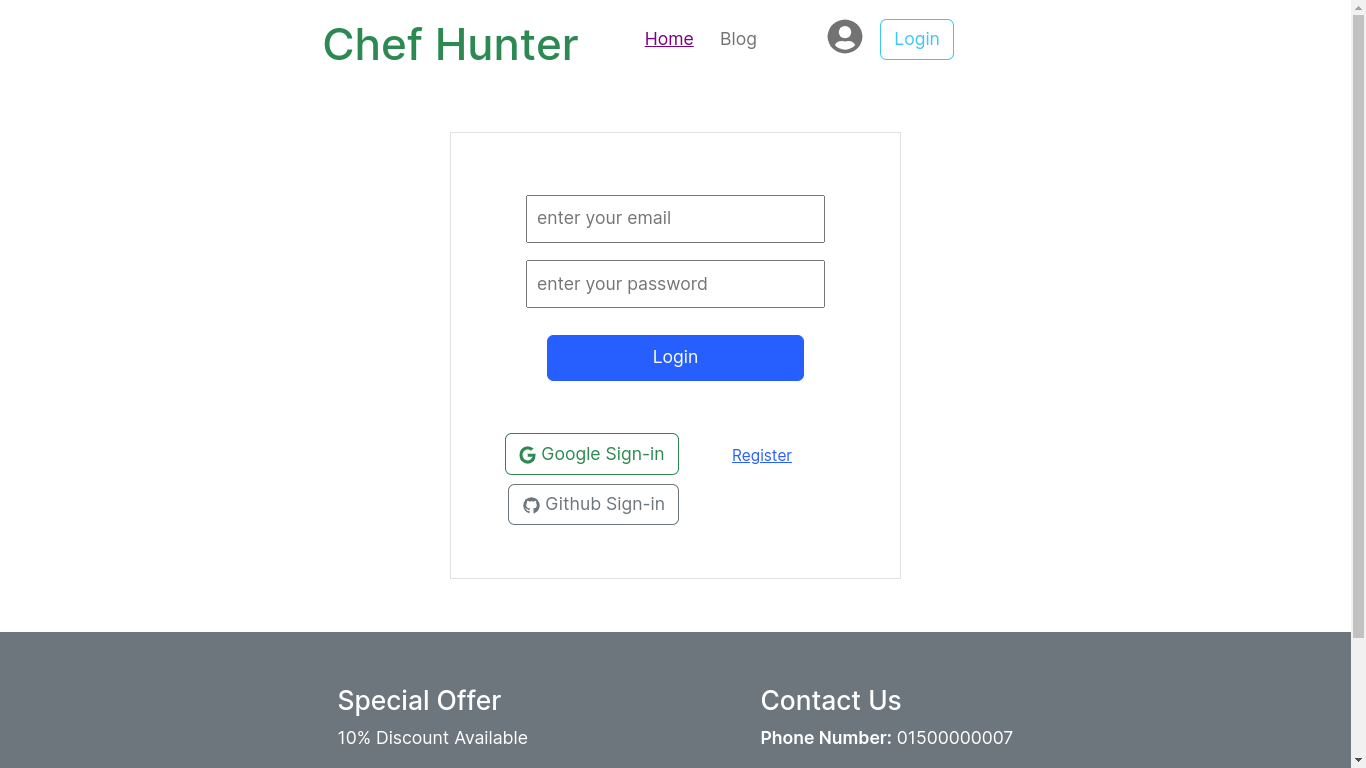 Chef Hunter
Home
Blog
Login
enter your email
enter your password
Login
Google Sign-in
Register
Github Sign-in
Special Offer
10% Discount Available
Contact Us
Phone Number: 01500000007